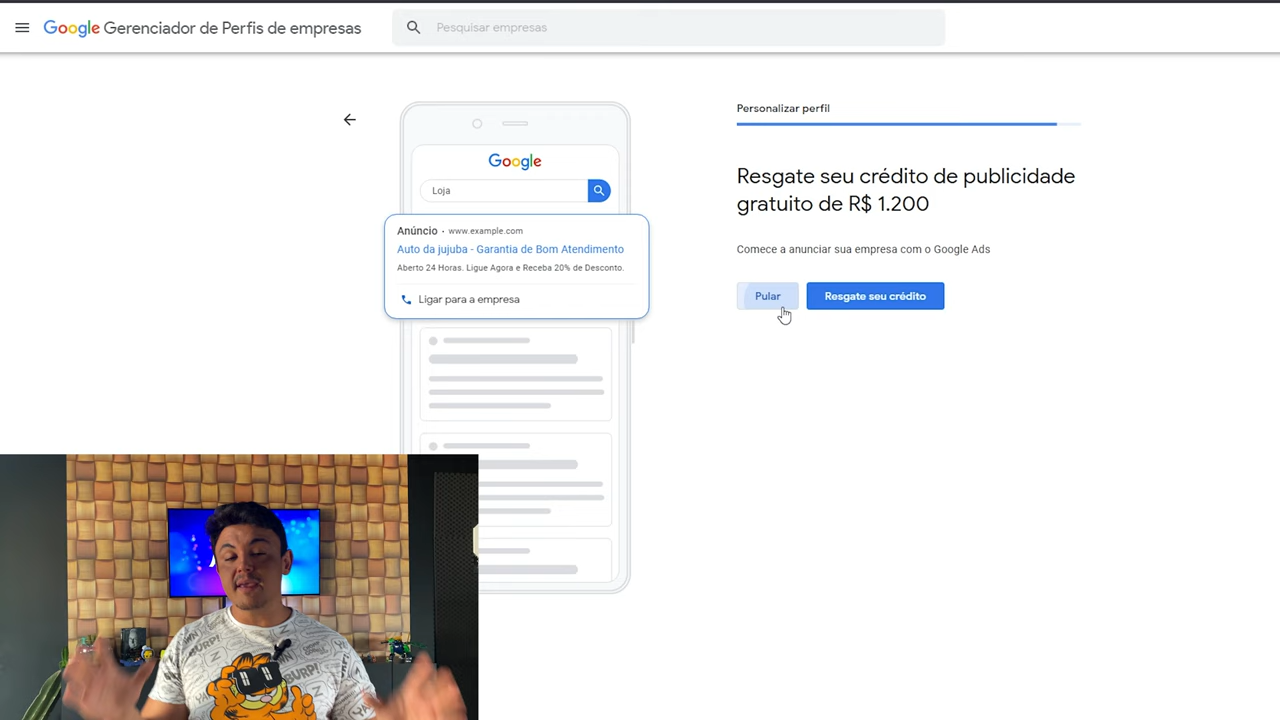 Google Gerenciador de Perfis de empresas
Pesquisar empresas
Google
Loja
Anúncio · www.example.com
Auto da jujuba - Garantia de Bom Atendimento
Aberto 24 Horas. Ligue Agora e Receba 20% de Desconto.
Ligar para a empresa
Personalizar perfil
Resgate seu crédito de publicidade
gratuito de R$ 1.200
Comece a anunciar sua empresa com o Google Ads
Pular
Resgate seu crédito